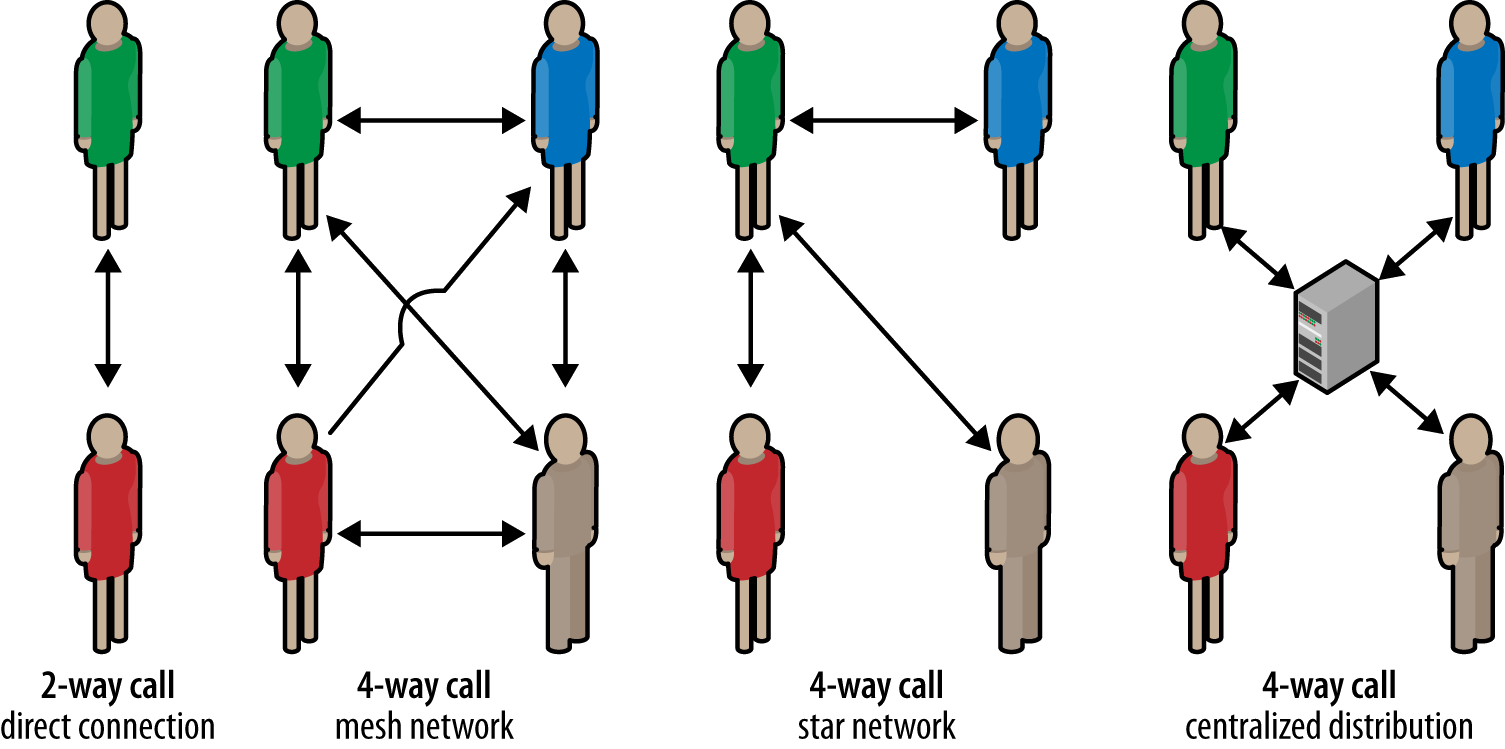 2-way call
direct connection
4-way call
mesh network
4-way call
star network
4-way call
centralized distribution